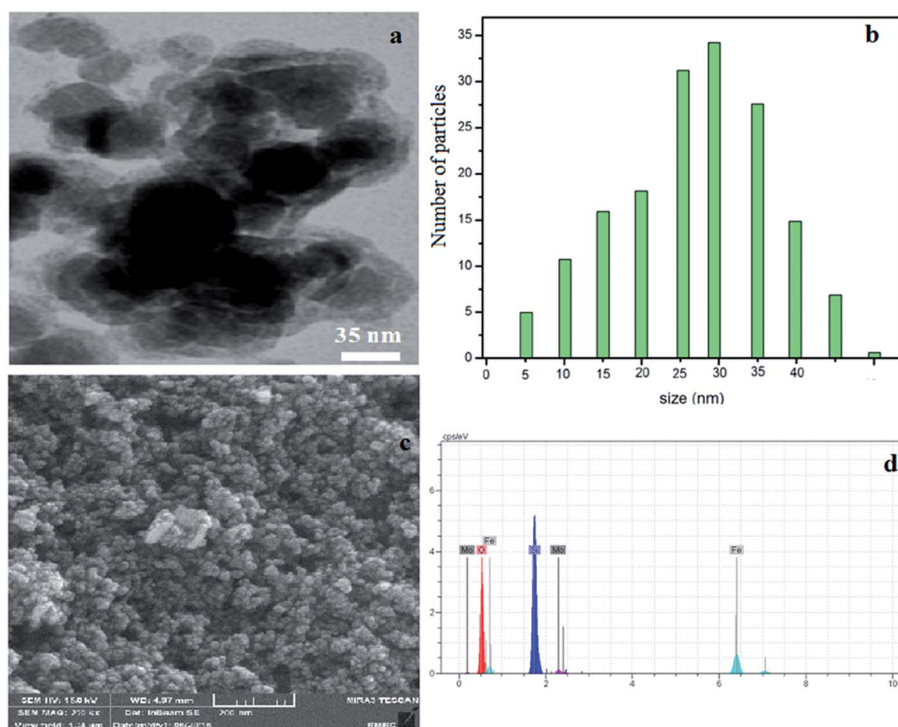 a
35 nm
b
Number of particles
35
30
25
20
15
10
5
0
0 5 10 15 20 25 30 35 40
size (nm)
c
SEM HV: 15.0 kV WD: 4.97 mm MIRA3 TESCAN
SEM MAG: 200 kx Det: InBeam SE 200 nm
RMRC
d
cps/eV
6
4
2
0
Mo O Fe Si Mo Fe
0 2 4 6 8 10